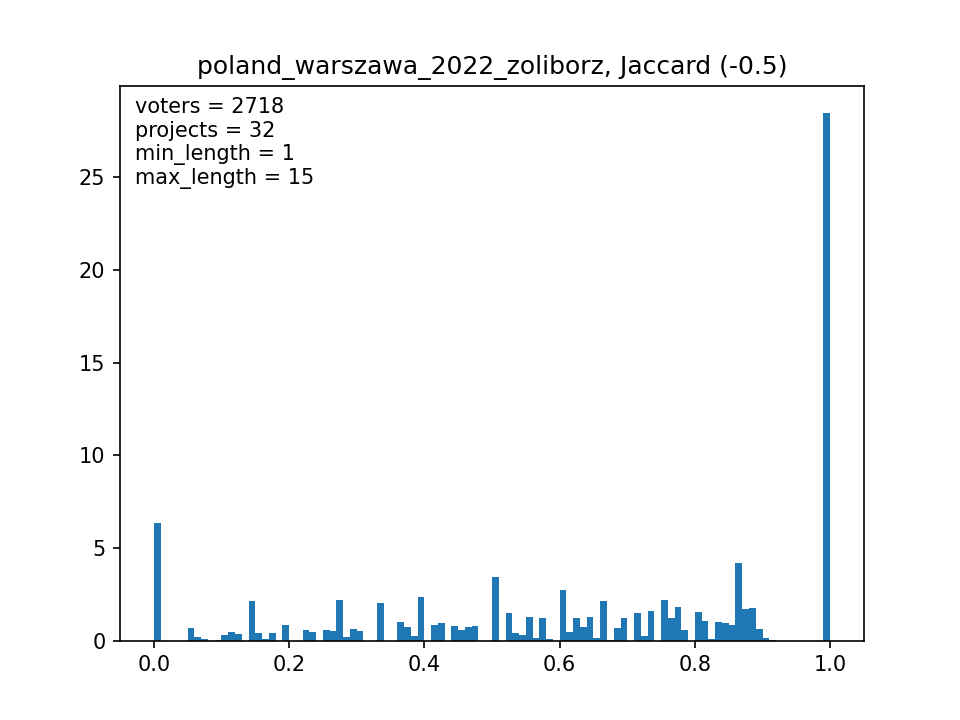 poland_warszawa_2022_zoliborz, Jaccard (-0.5)
voters = 2718
projects = 32
min_length = 1
max_length = 15
25
20
15
10
5
0
0.0 0.2 0.4 0.6 0.8 1.0